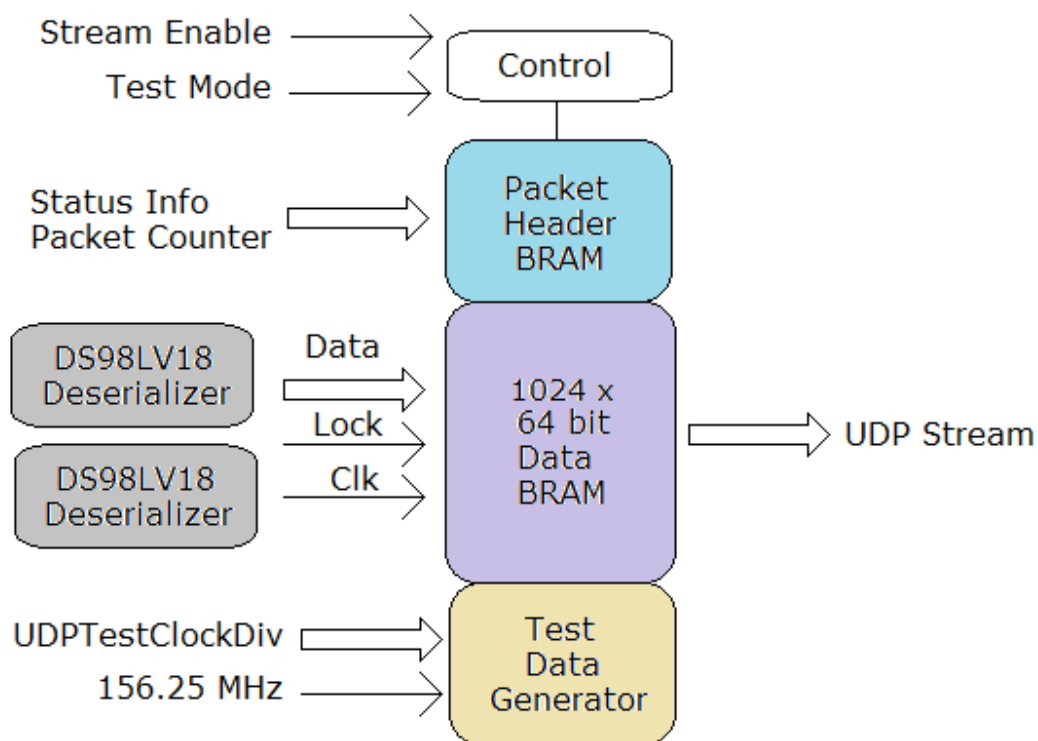 Stream Enable
Control
Test Mode
Packet
Header
BRAM
Status Info
Packet Counter
DS98LV18
Deserializer
Data
Lock
Clk
DS98LV18
Deserializer
1024 x
64 bit
Data
BRAM
UDP Stream
UDPTestClockDiv
156.25 MHz
Test
Data
Generator